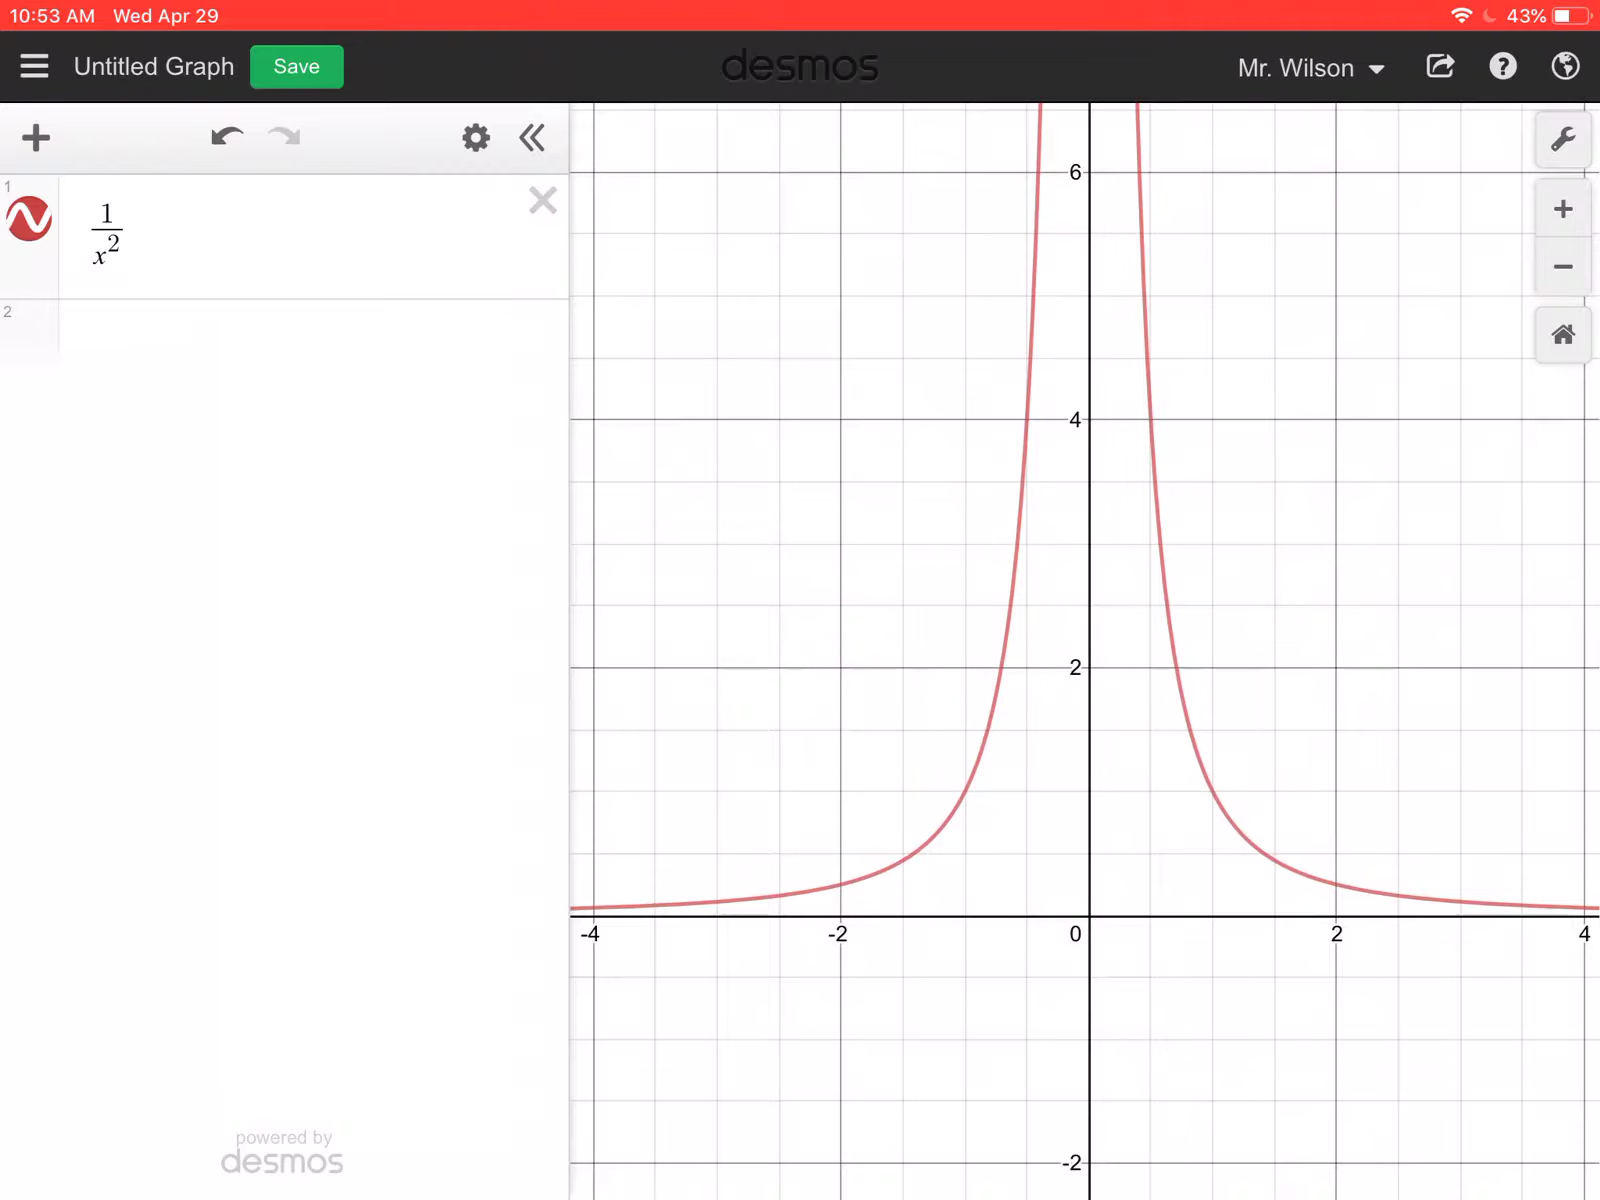 10:53 AM Wed Apr 29 43%
Untitled Graph Save desmos Mr. Wilson ?
1
1
x²
2
6
4
2
-4 -2 0 2 4
-2
powered by
desmos